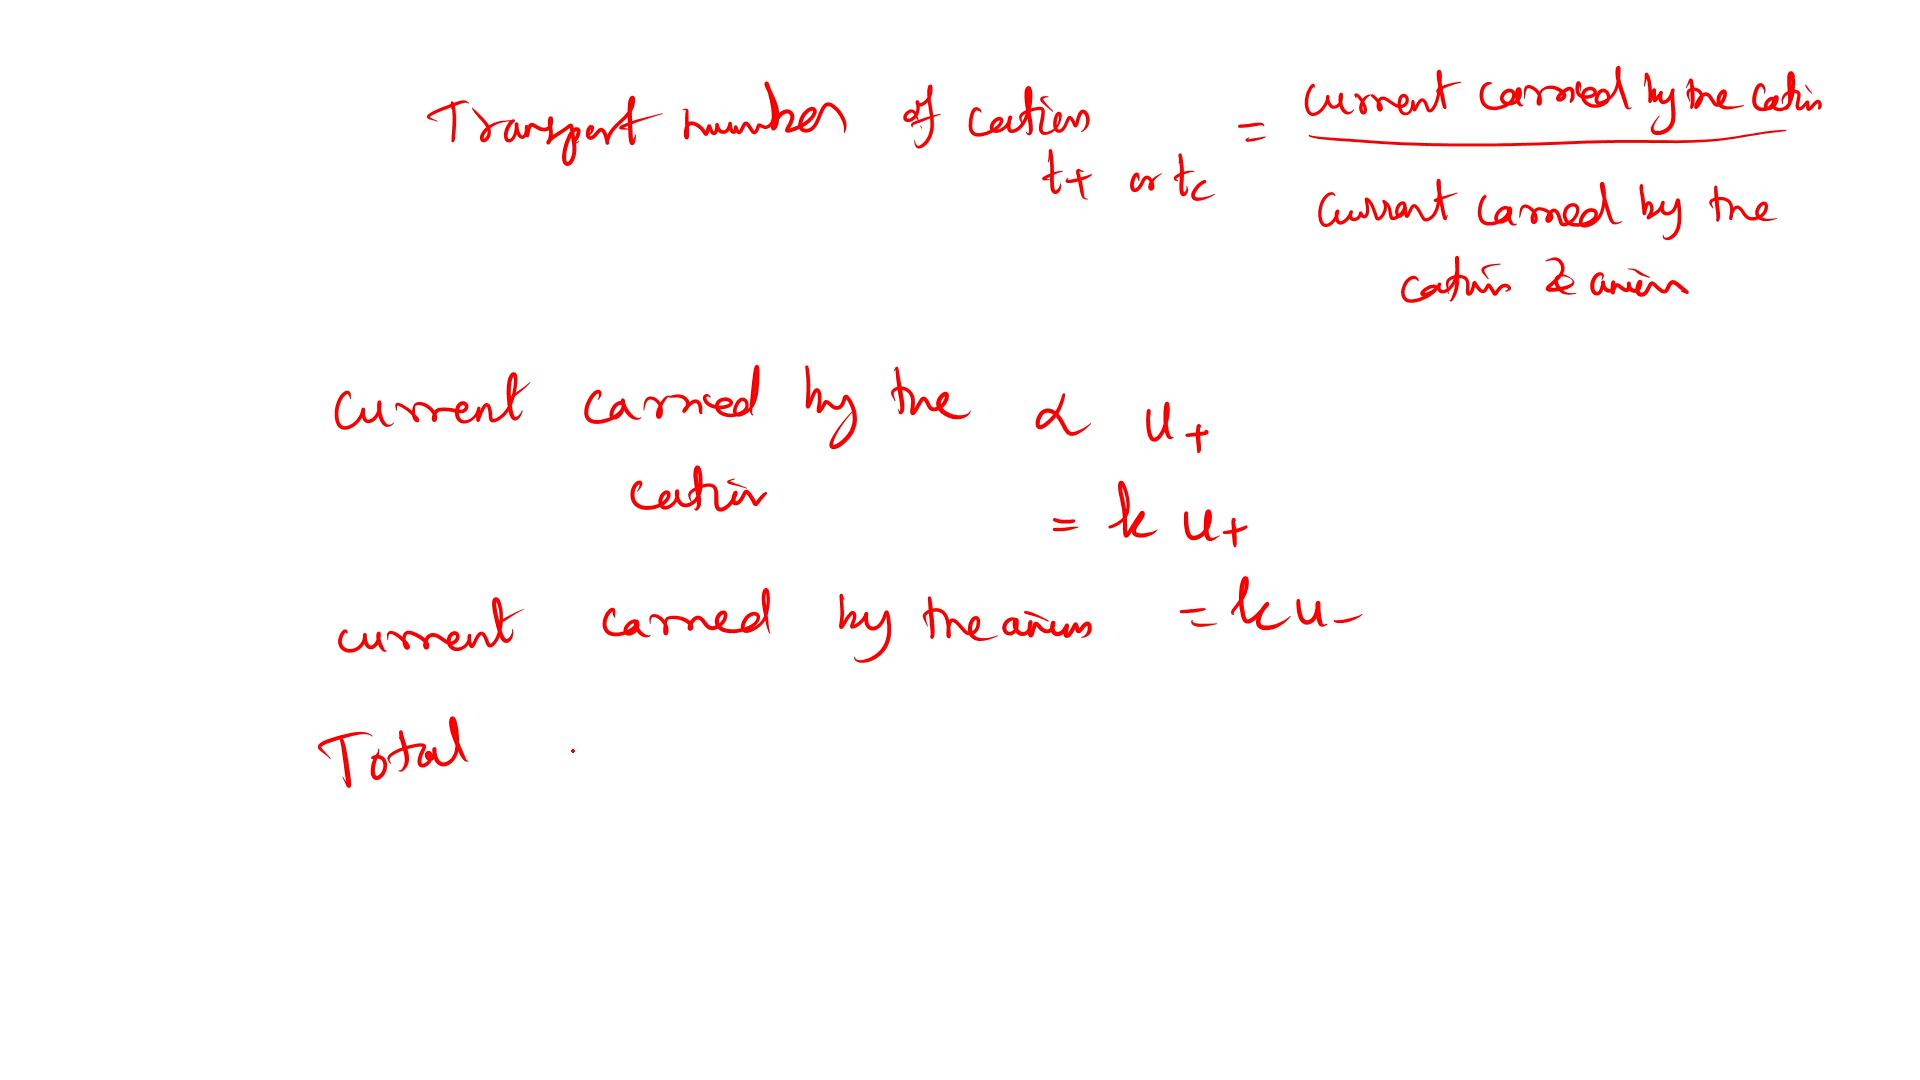 Transport number of cation = current carried by the cation
t+ or tc
current carried by the
cation & anion
current carried by the α u+
cation
= k u+
current carried by the anion = k u-
Total